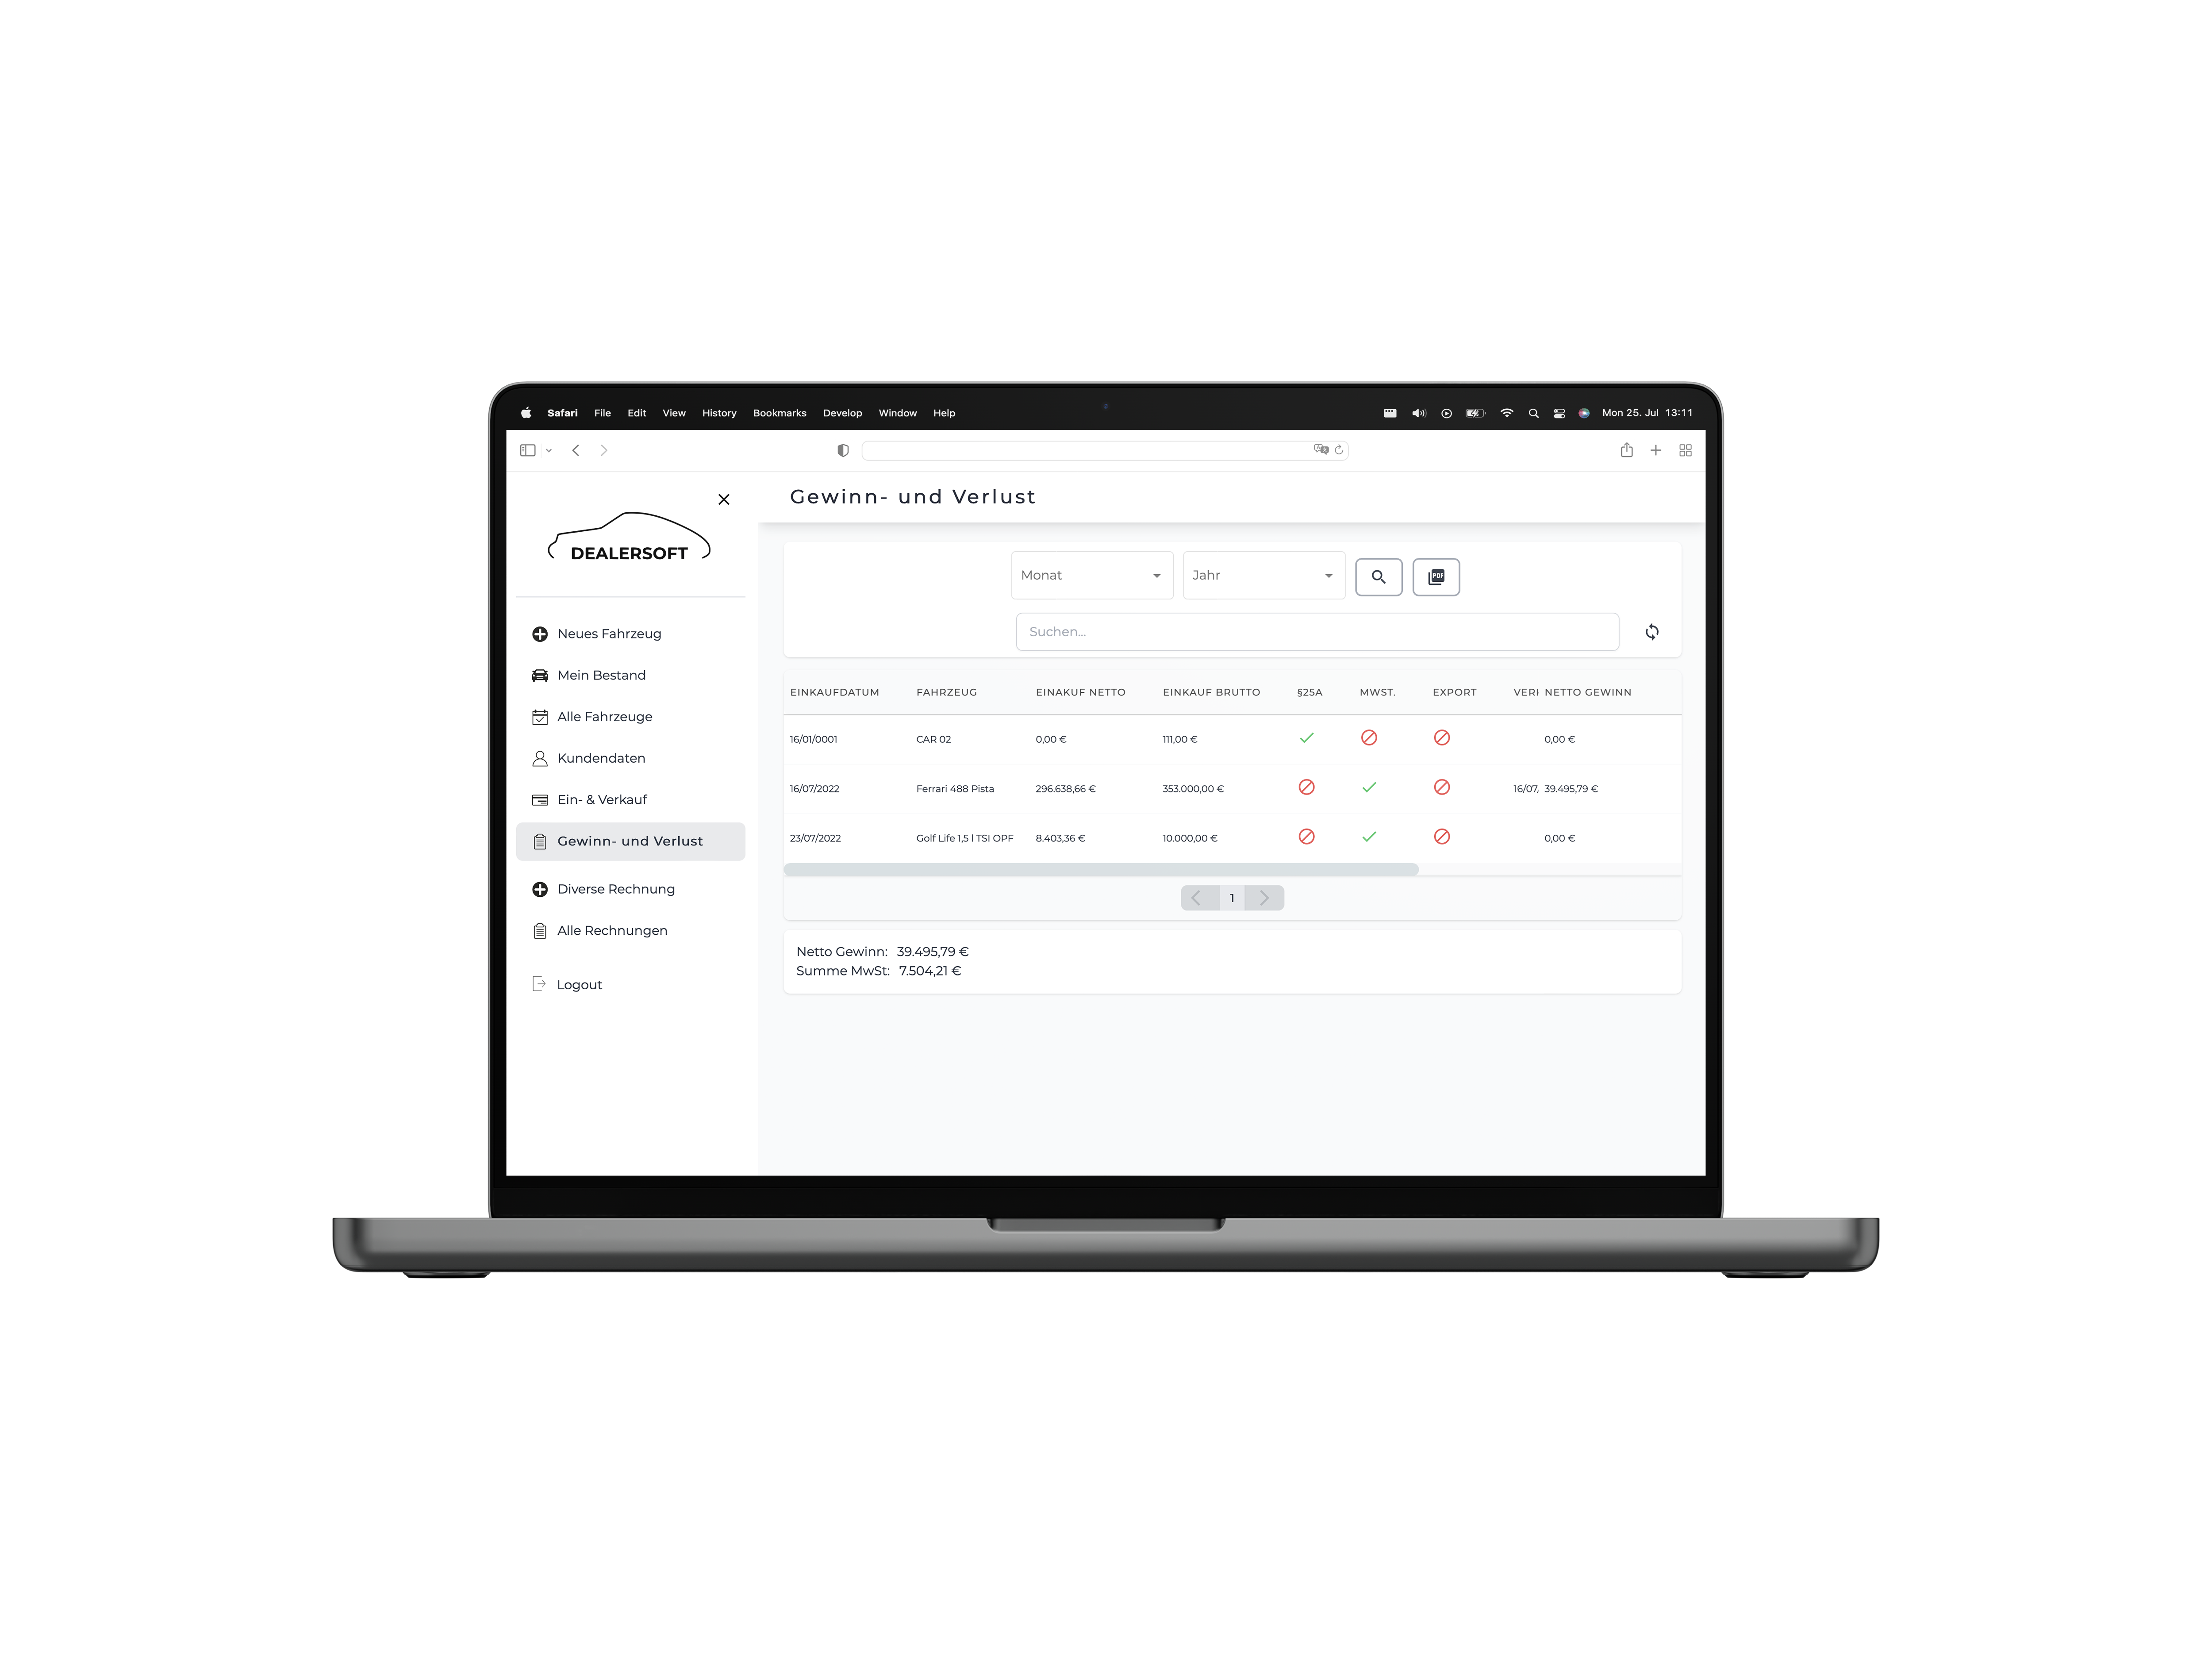 Safari File Edit View History Bookmarks Develop Window Help Mon 25. Jul 13:11
Gewinn- und Verlust
DEALERSOFT
Neues Fahrzeug
Mein Bestand
Alle Fahrzeuge
Kundendaten
Ein- & Verkauf
Gewinn- und Verlust
Diverse Rechnung
Alle Rechnungen
Logout
Monat Jahr PDF
Suchen...
EINKAUFDATUM FAHRZEUG EINAKUF NETTO EINKAUF BRUTTO §25A MWST. EXPORT VERI NETTO GEWINN
16/01/0001 CAR 02 0,00 € 111,00 € 0,00 €
16/07/2022 Ferrari 488 Pista 296.638,66 € 353.000,00 € 16/07, 39.495,79 €
23/07/2022 Golf Life 1,5 l TSI OPF 8.403,36 € 10.000,00 € 0,00 €
1
Netto Gewinn: 39.495,79 €
Summe MwSt: 7.504,21 €